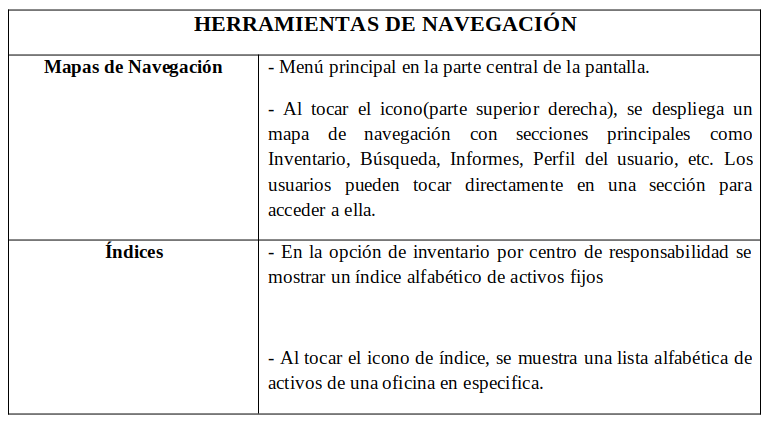 HERRAMIENTAS DE NAVEGACIÓN
Mapas de Navegación
- Menú principal en la parte central de la pantalla.
- Al tocar el icono(parte superior derecha), se despliega un
mapa de navegación con secciones principales como
Inventario, Búsqueda, Informes, Perfil del usuario, etc. Los
usuarios pueden tocar directamente en una sección para
acceder a ella.
Índices
- En la opción de inventario por centro de responsabilidad se
mostrar un índice alfabético de activos fijos
- Al tocar el icono de índice, se muestra una lista alfabética de
activos de una oficina en especifica.